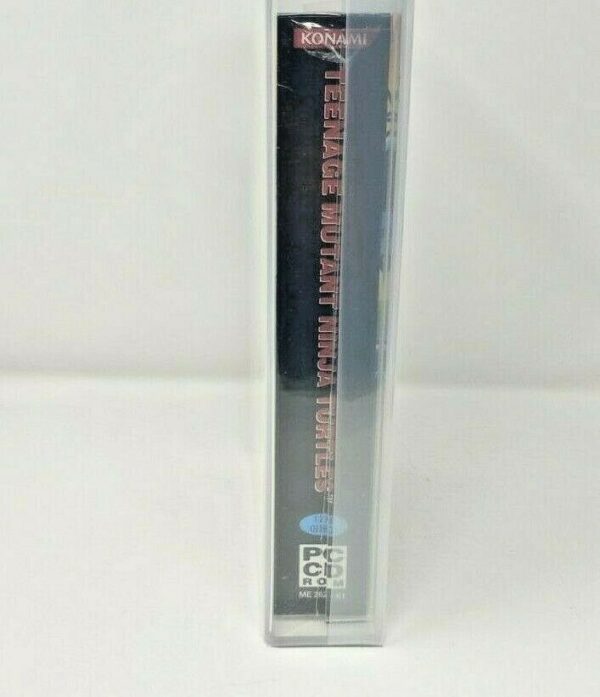 KONAMI
TEENAGE MUTANT NINJA TURTLES
PC
CD
ROM